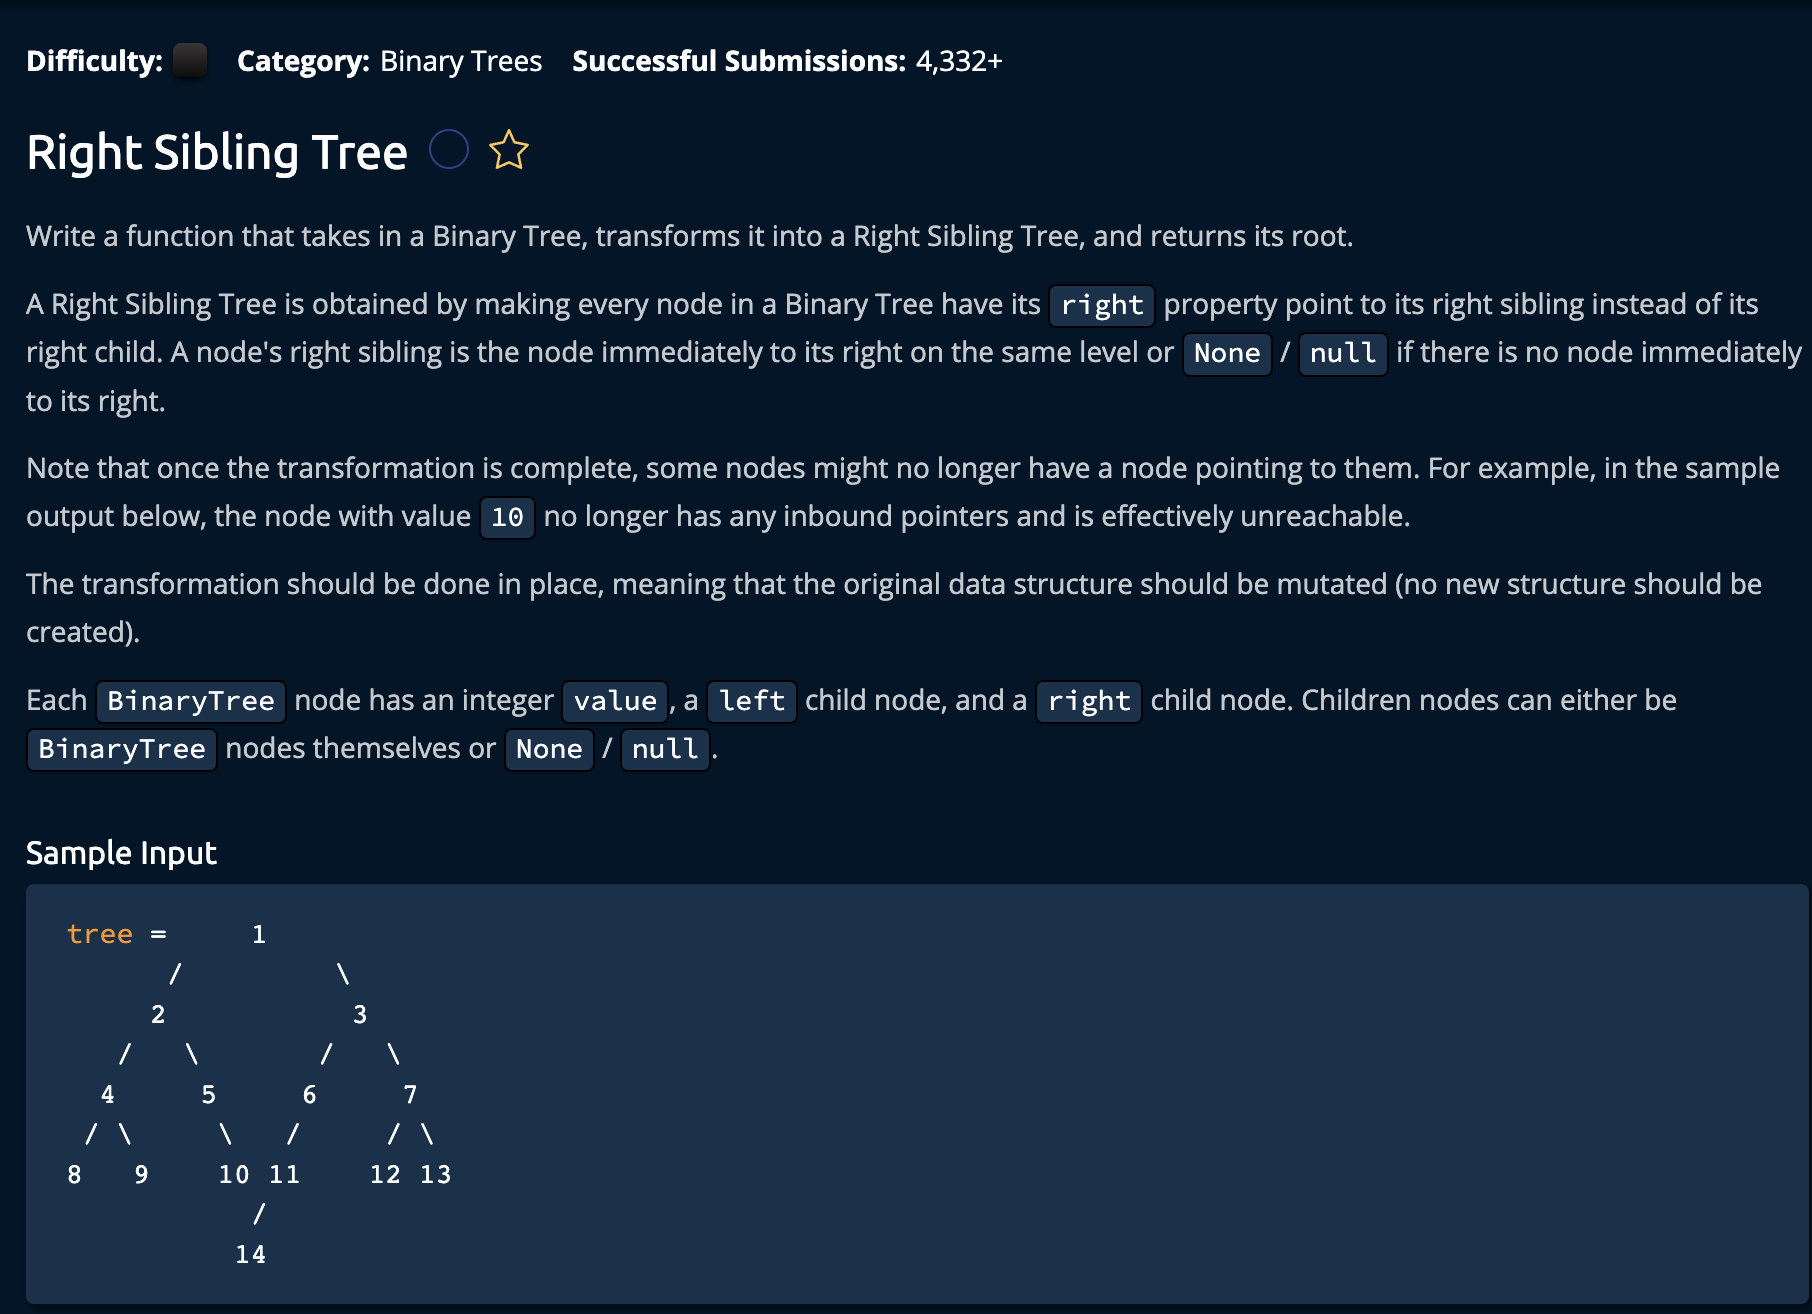 Difficulty: Category: Binary Trees Successful Submissions: 4,332+
Right Sibling Tree
Write a function that takes in a Binary Tree, transforms it into a Right Sibling Tree, and returns its root.
A Right Sibling Tree is obtained by making every node in a Binary Tree have its right property point to its right sibling instead of its
right child. A node's right sibling is the node immediately to its right on the same level or None / null if there is no node immediately
to its right.
Note that once the transformation is complete, some nodes might no longer have a node pointing to them. For example, in the sample
output below, the node with value 10 no longer has any inbound pointers and is effectively unreachable.
The transformation should be done in place, meaning that the original data structure should be mutated (no new structure should be
created).
Each BinaryTree node has an integer value, a left child node, and a right child node. Children nodes can either be
BinaryTree nodes themselves or None / null.
Sample Input
tree = 1
/ \
2 3
/ \ / \
4 5 6 7
/ \ \ / / \
8 9 10 11 12 13
/
14